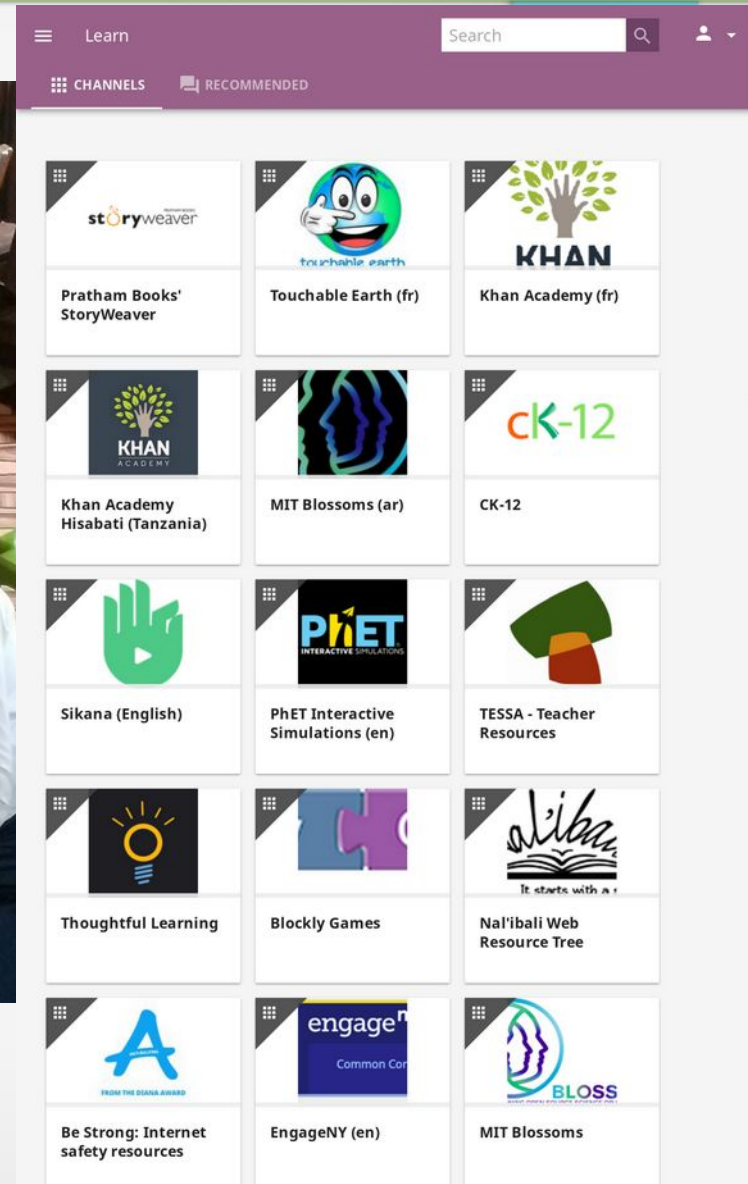 Learn
Search
CHANNELS
RECOMMENDED
storyweaver
touchable earth
KHAN
Pratham Books'
StoryWeaver
Touchable Earth (fr)
Khan Academy (fr)
KHAN
ACADEMY
cK-12
Khan Academy
Hisabati (Tanzania)
MIT Blossoms (ar)
CK-12
PhET
INTERACTIVE SIMULATIONS
Sikana (English)
PhET Interactive
Simulations (en)
TESSA - Teacher
Resources
al'iba
It starts with a
Thoughtful Learning
Blockly Games
Nal'ibali Web
Resource Tree
FROM THE DIANA AWARD
engage
Common Cor
BLOSS
Be Strong: Internet
safety resources
EngageNY (en)
MIT Blossoms